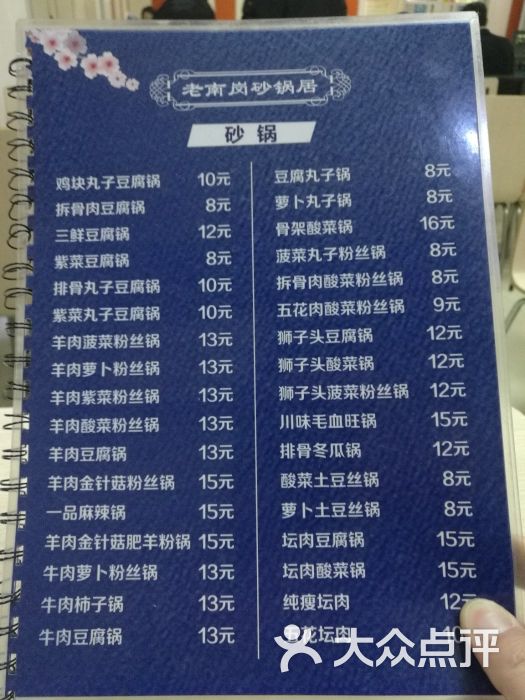 老南岗砂锅居
砂锅
鸡块丸子豆腐锅 10元
拆骨肉豆腐锅 8元
三鲜豆腐锅 12元
紫菜豆腐锅 8元
排骨丸子豆腐锅 10元
紫菜丸子豆腐锅 10元
羊肉菠菜粉丝锅 13元
羊肉萝卜粉丝锅 13元
羊肉紫菜粉丝锅 13元
羊肉酸菜粉丝锅 13元
羊肉豆腐锅 13元
羊肉金针菇粉丝锅 15元
一品麻辣锅 15元
羊肉金针菇肥羊粉锅 15元
牛肉萝卜粉丝锅 13元
牛肉柿子锅 13元
牛肉豆腐锅 13元
豆腐丸子锅 8元
萝卜丸子锅 8元
骨架酸菜锅 16元
菠菜丸子粉丝锅 8元
拆骨肉酸菜粉丝锅 8元
五花肉酸菜粉丝锅 9元
狮子头豆腐锅 12元
狮子头酸菜锅 12元
狮子头菠菜粉丝锅 12元
川味毛血旺锅 15元
排骨冬瓜锅 12元
酸菜土豆丝锅 8元
萝卜土豆丝锅 8元
坛肉豆腐锅 15元
坛肉酸菜锅 15元
纯瘦坛肉 12元
五花坛肉
大众点评